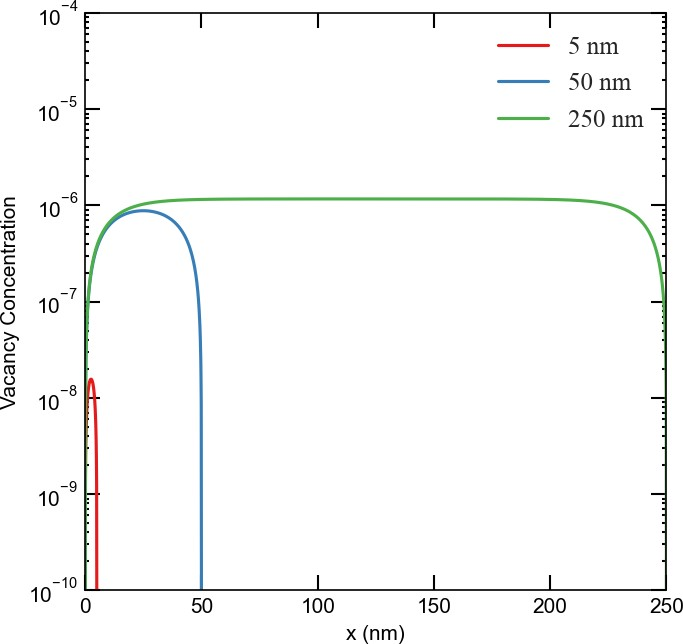 10⁻⁴
5 nm
50 nm
250 nm
10⁻⁵
10⁻⁶
10⁻⁷
10⁻⁸
10⁻⁹
10⁻¹⁰
Vacancy Concentration
0 50 100 150 200 250
x (nm)